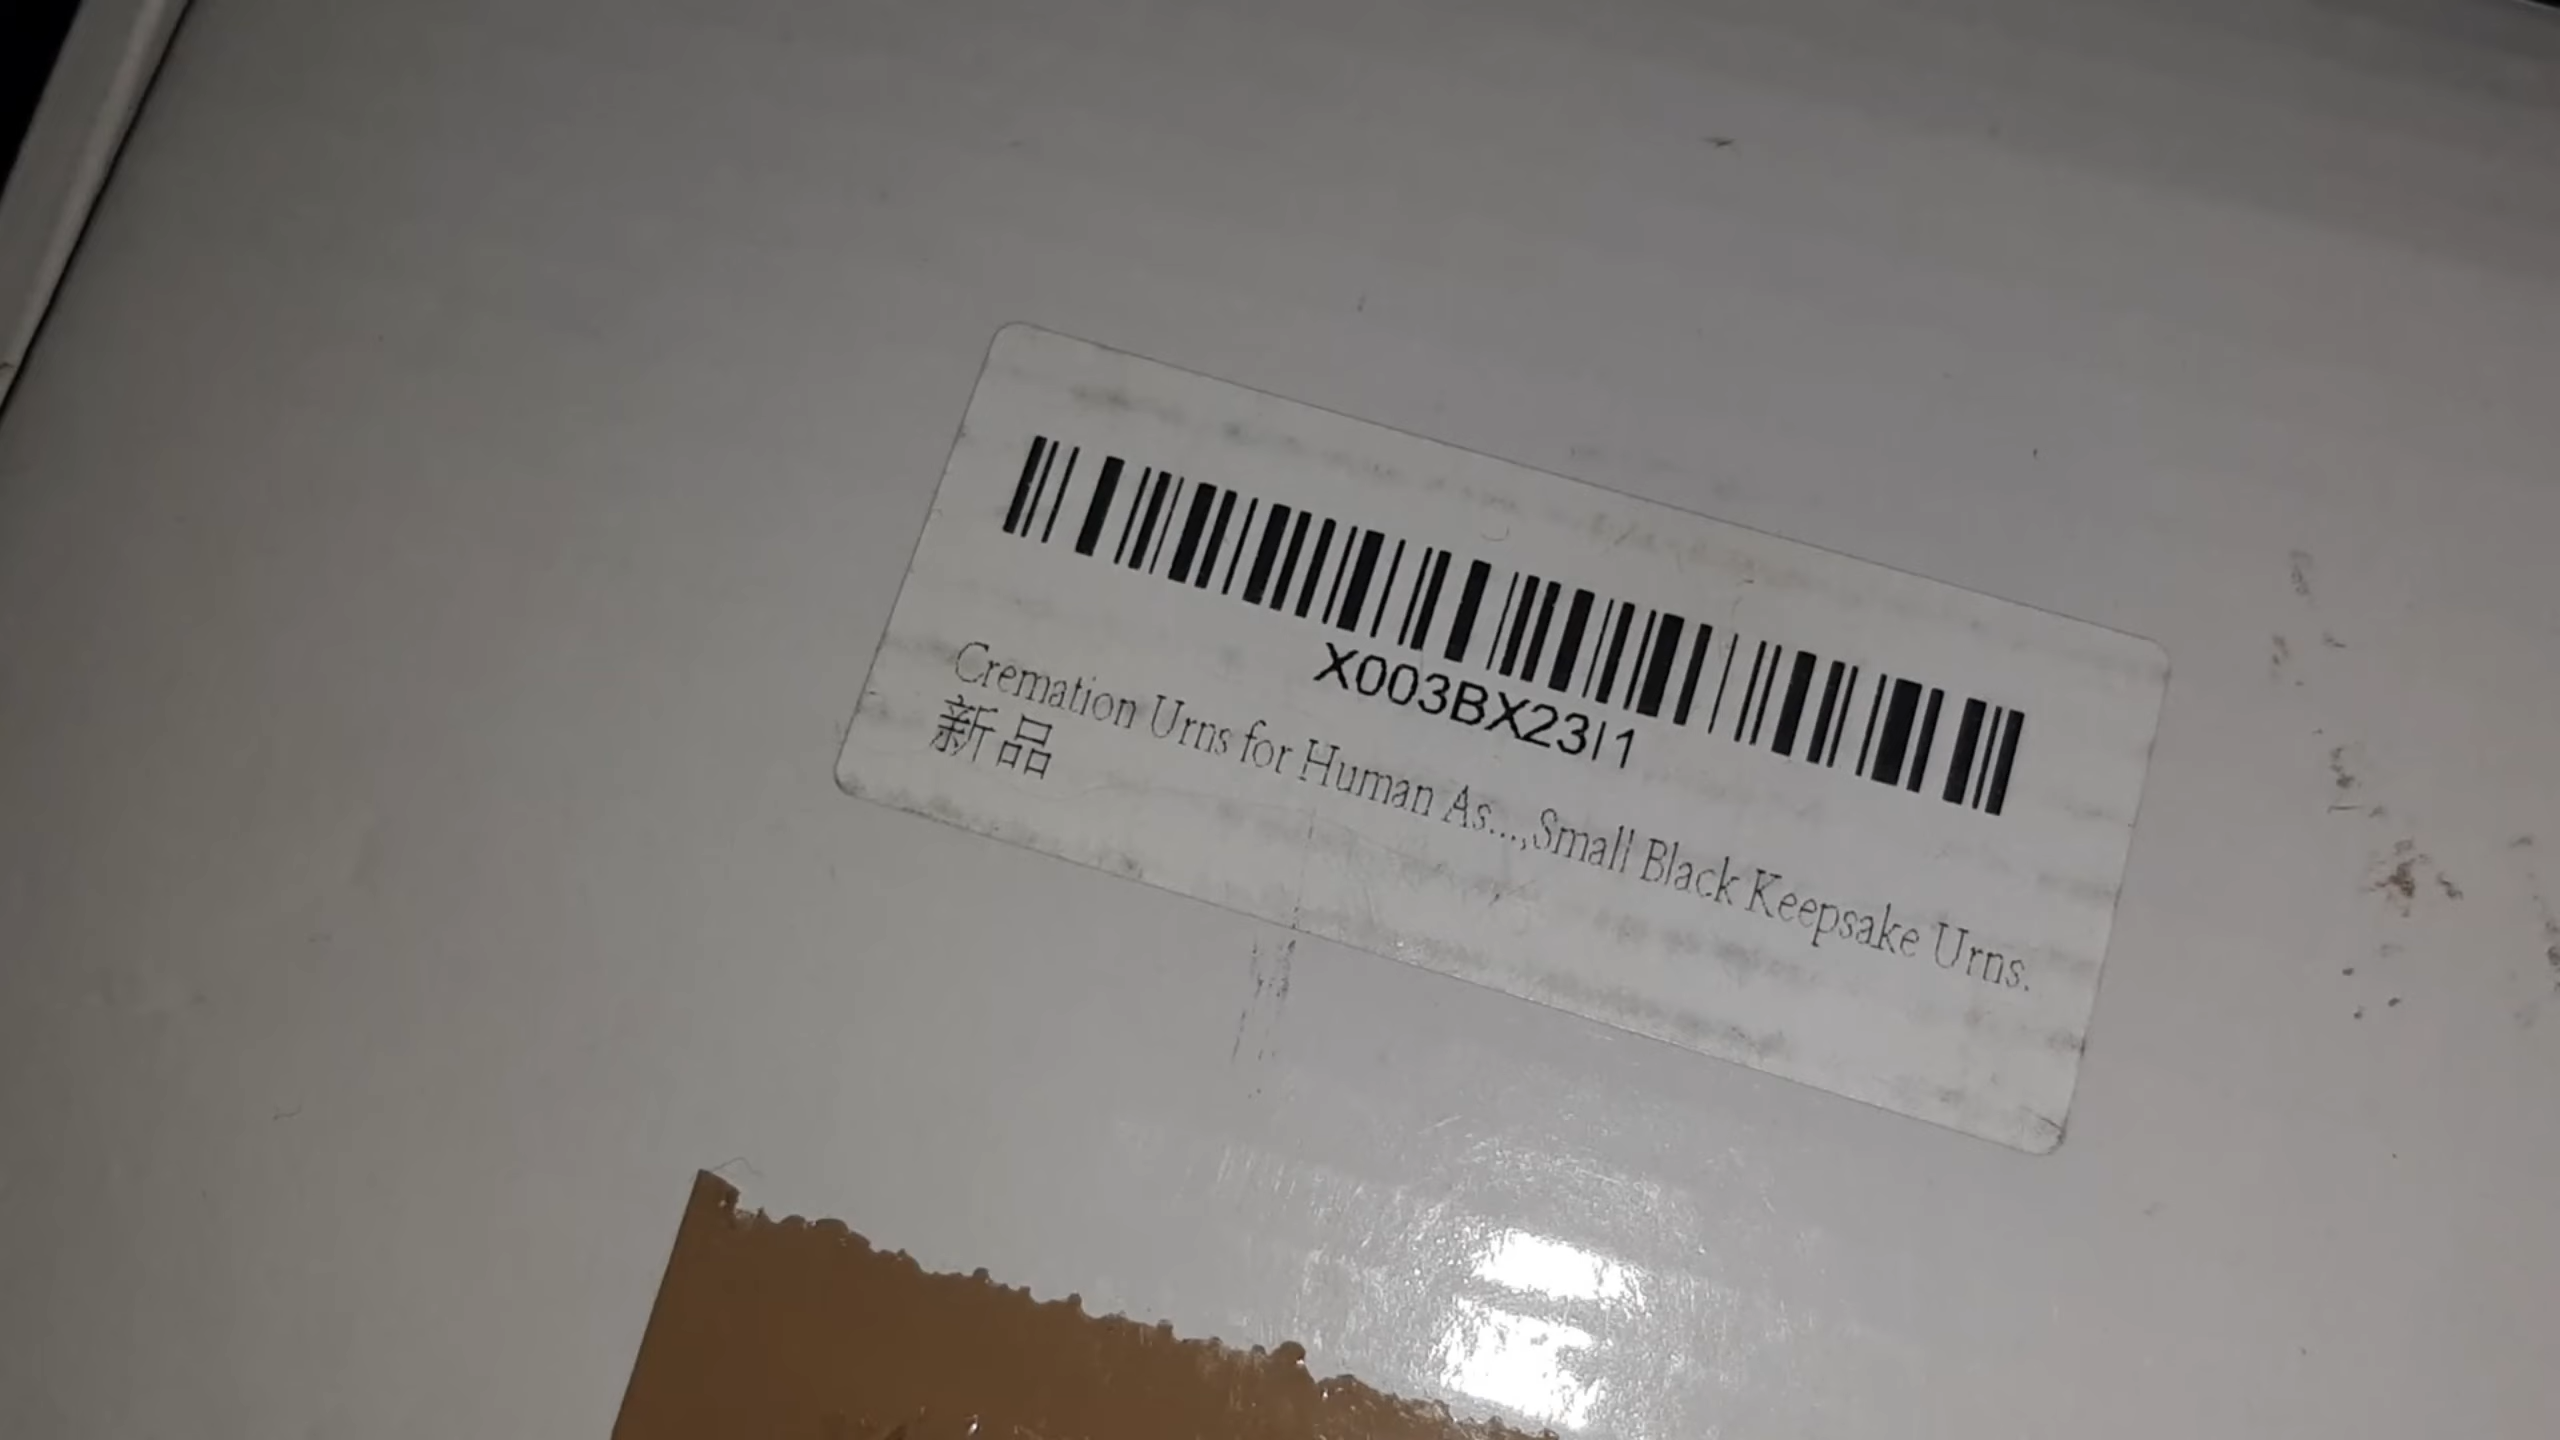 X003BX23I1
Cremation Urns for Human As...,Small Black Keepsake Urns.
新品